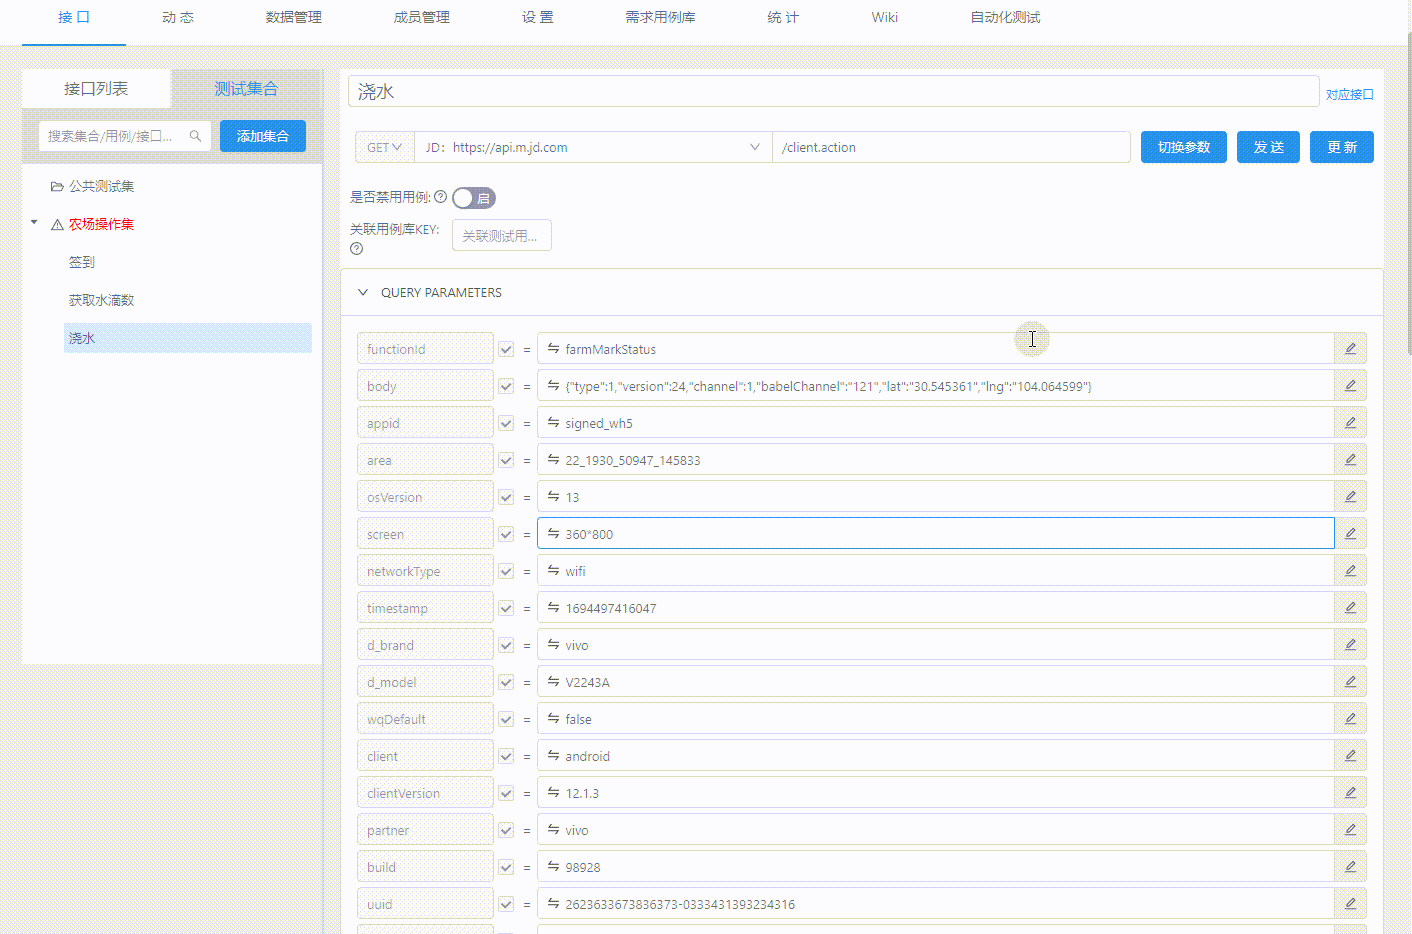 接 口 动 态 数据管理 成员管理 设 置 需求用例库 统 计 Wiki 自动化测试
接口列表 测试集合
搜索集合/用例/接口... 添加集合
公共测试集
农场操作集
签到
获取水滴数
浇水
浇水 对应接口
GET JD：https://api.m.jd.com /client.action 切换参数 发 送 更 新
是否禁用用例: 启
关联用例库KEY: 关联测试用...
QUERY PARAMETERS
functionId = farmMarkStatus
body = {"type":1,"version":24,"channel":1,"babelChannel":"121","lat":"30.545361","lng":"104.064599"}
appid = signed_wh5
area = 22_1930_50947_145833
osVersion = 13
screen = 360*800
networkType = wifi
timestamp = 1694497416047
d_brand = vivo
d_model = V2243A
wqDefault = false
client = android
clientVersion = 12.1.3
partner = vivo
build = 98928
uuid = 2623633673836373-0333431393234316